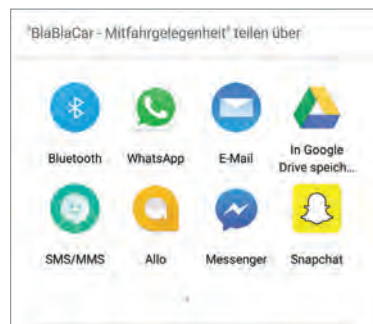 "BlaBlaCar - Mitfahrgelegenheit" teilen über
Bluetooth WhatsApp E-Mail In Google
Drive speich...
SMS/MMS Allo Messenger Snapchat